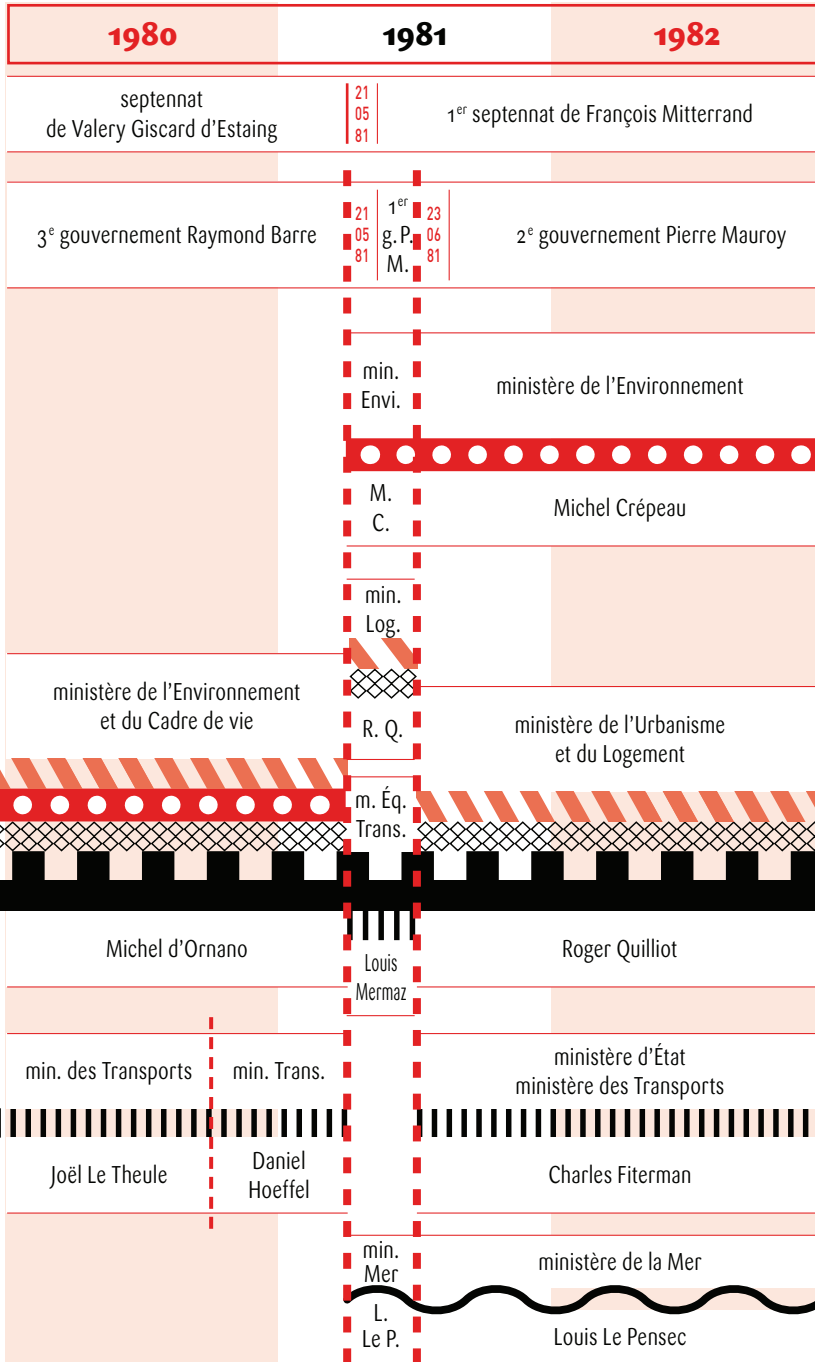 1980
1981
1982
septennat
de Valery Giscard d'Estaing
21
05
81
1er septennat de François Mitterrand
3e gouvernement Raymond Barre
21
05
81
1er
g. P.
M.
23
06
81
2e gouvernement Pierre Mauroy
min.
Envi.
ministère de l'Environnement
M.
C.
Michel Crépeau
min.
Log.
ministère de l'Environnement
et du Cadre de vie
R. Q.
ministère de l'Urbanisme
et du Logement
m. Éq.
Trans.
Michel d'Ornano
Louis
Mermaz
Roger Quilliot
min. des Transports
min. Trans.
ministère d'État
ministère des Transports
Joël Le Theule
Daniel
Hoeffel
Charles Fiterman
min.
Mer
ministère de la Mer
L.
Le P.
Louis Le Pensec